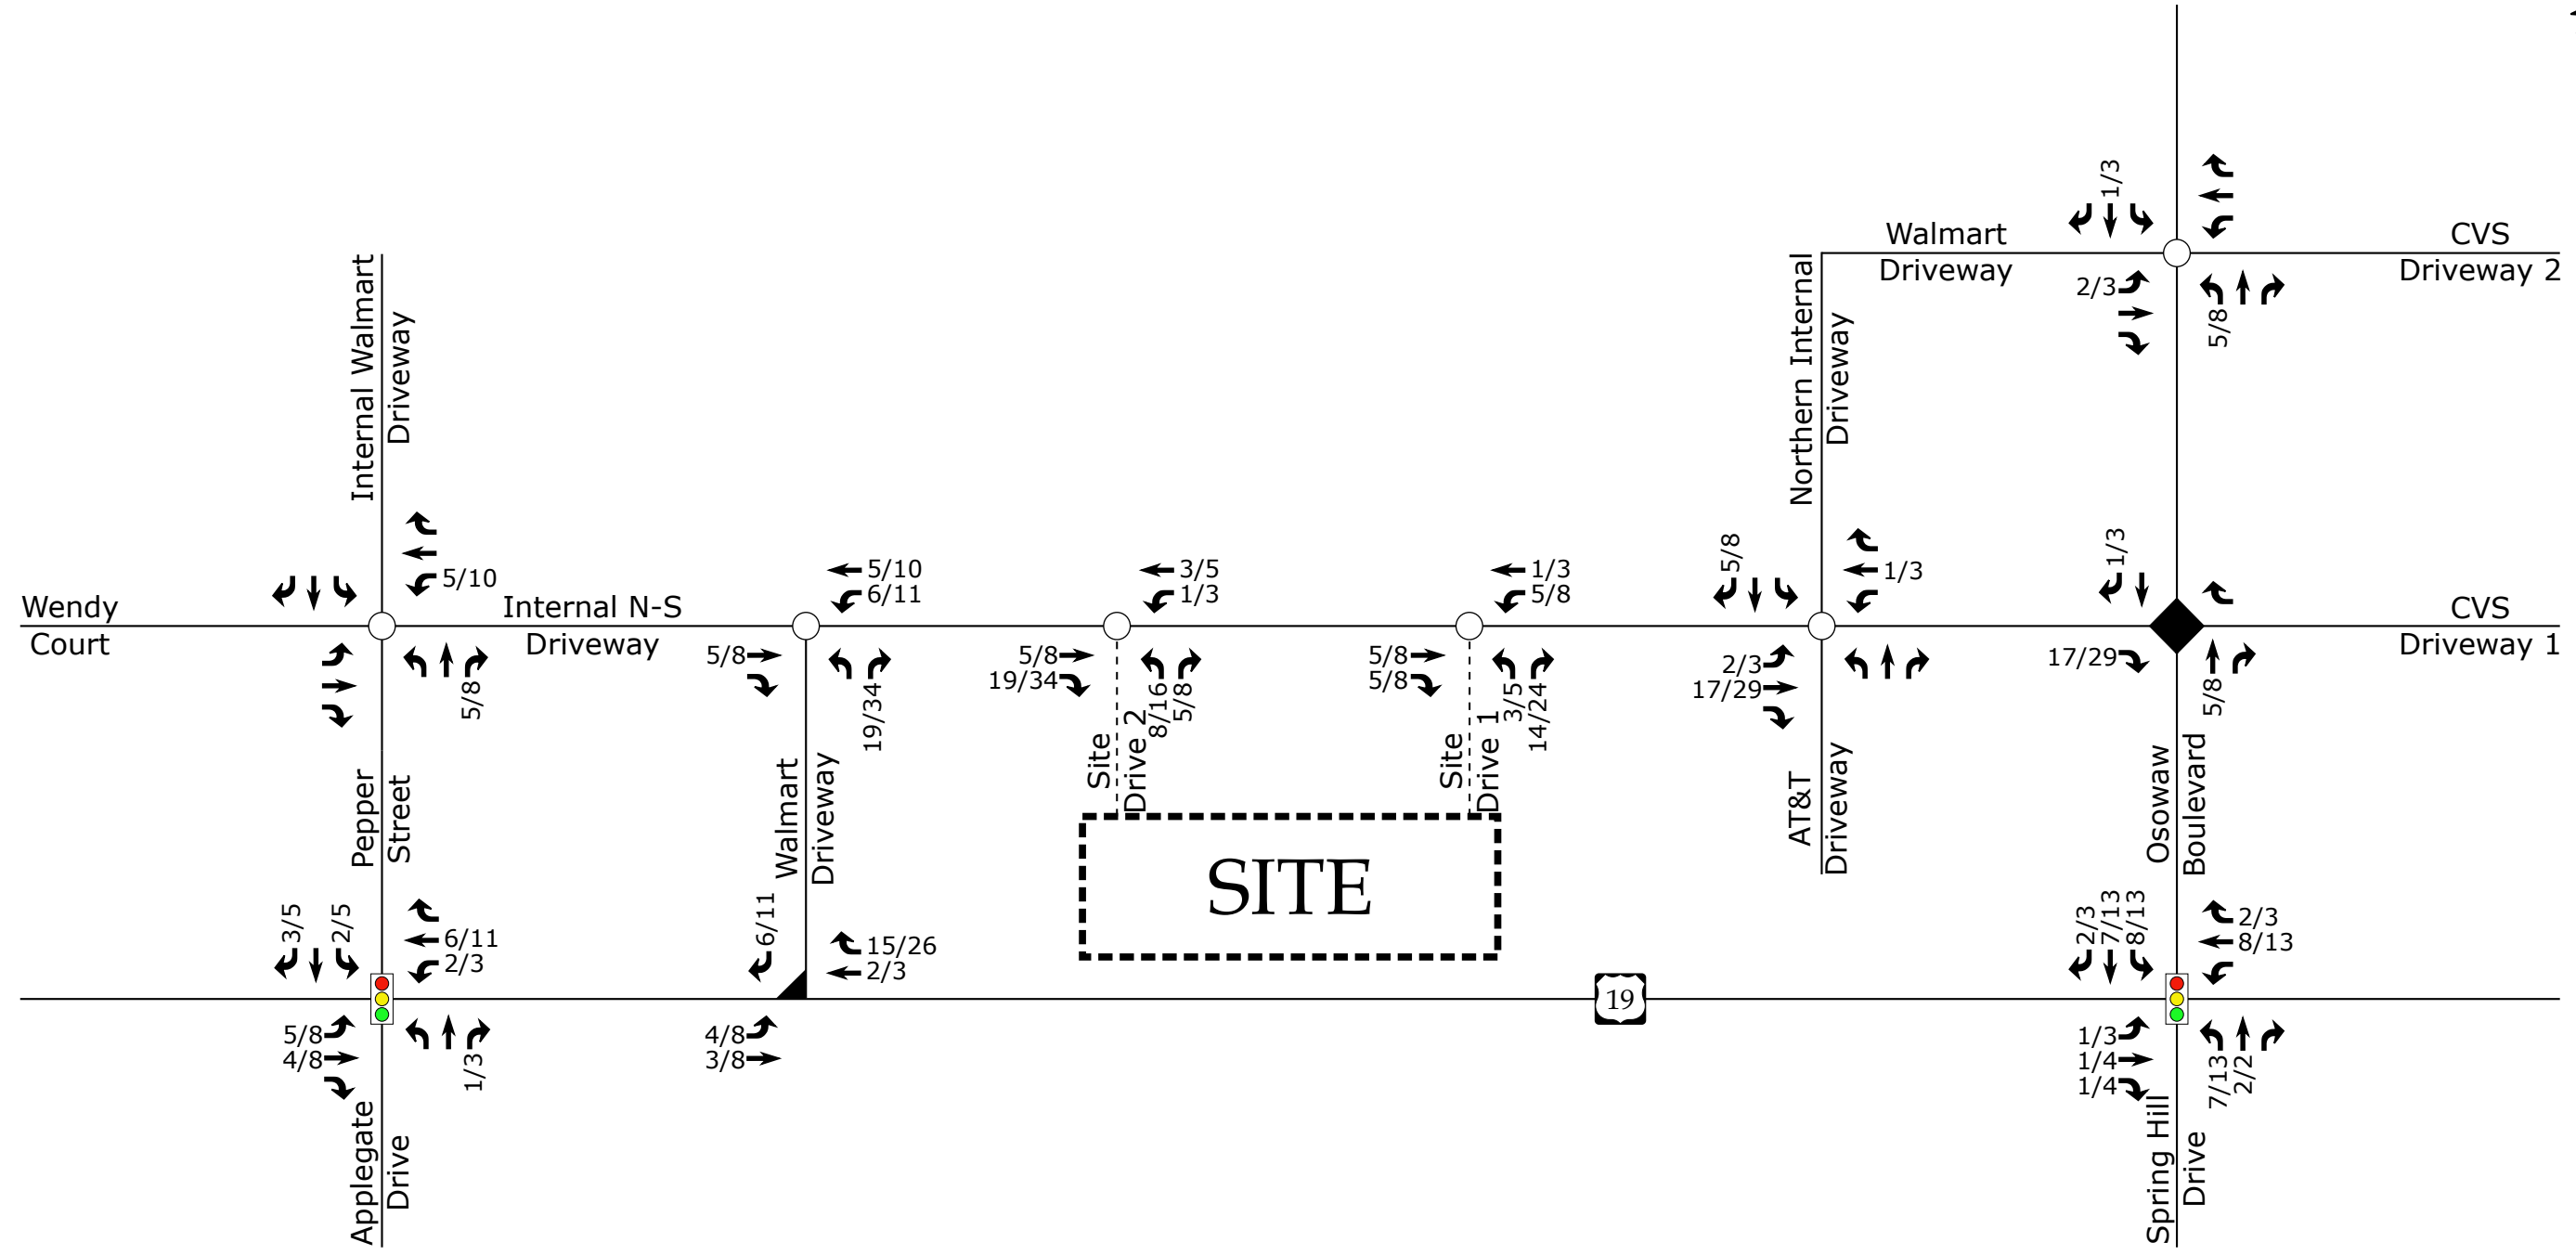 1/3
Walmart
Driveway
CVS
Driveway 2
2/3
5/8
Internal Walmart
Driveway
Northern Internal
Driveway
Wendy
Court
5/10
5/8
Internal N-S
Driveway
5/10
6/11
5/8
19/34
3/5
1/3
5/8
19/34
8/16
5/8
Site
Drive 2
1/3
5/8
5/8
5/8
3/5
14/24
Site
Drive 1
5/8
1/3
2/3
17/29
1/3
17/29
5/8
CVS
Driveway 1
Pepper
Street
Walmart
Driveway
SITE
AT&T
Driveway
Osowaw
Boulevard
3/5
2/5
6/11
2/3
5/8
4/8
1/3
6/11
15/26
2/3
4/8
3/8
19
2/3
7/13
8/13
2/3
8/13
1/3
1/4
1/4
7/13
2/2
Applegate
Drive
Spring Hill
Drive